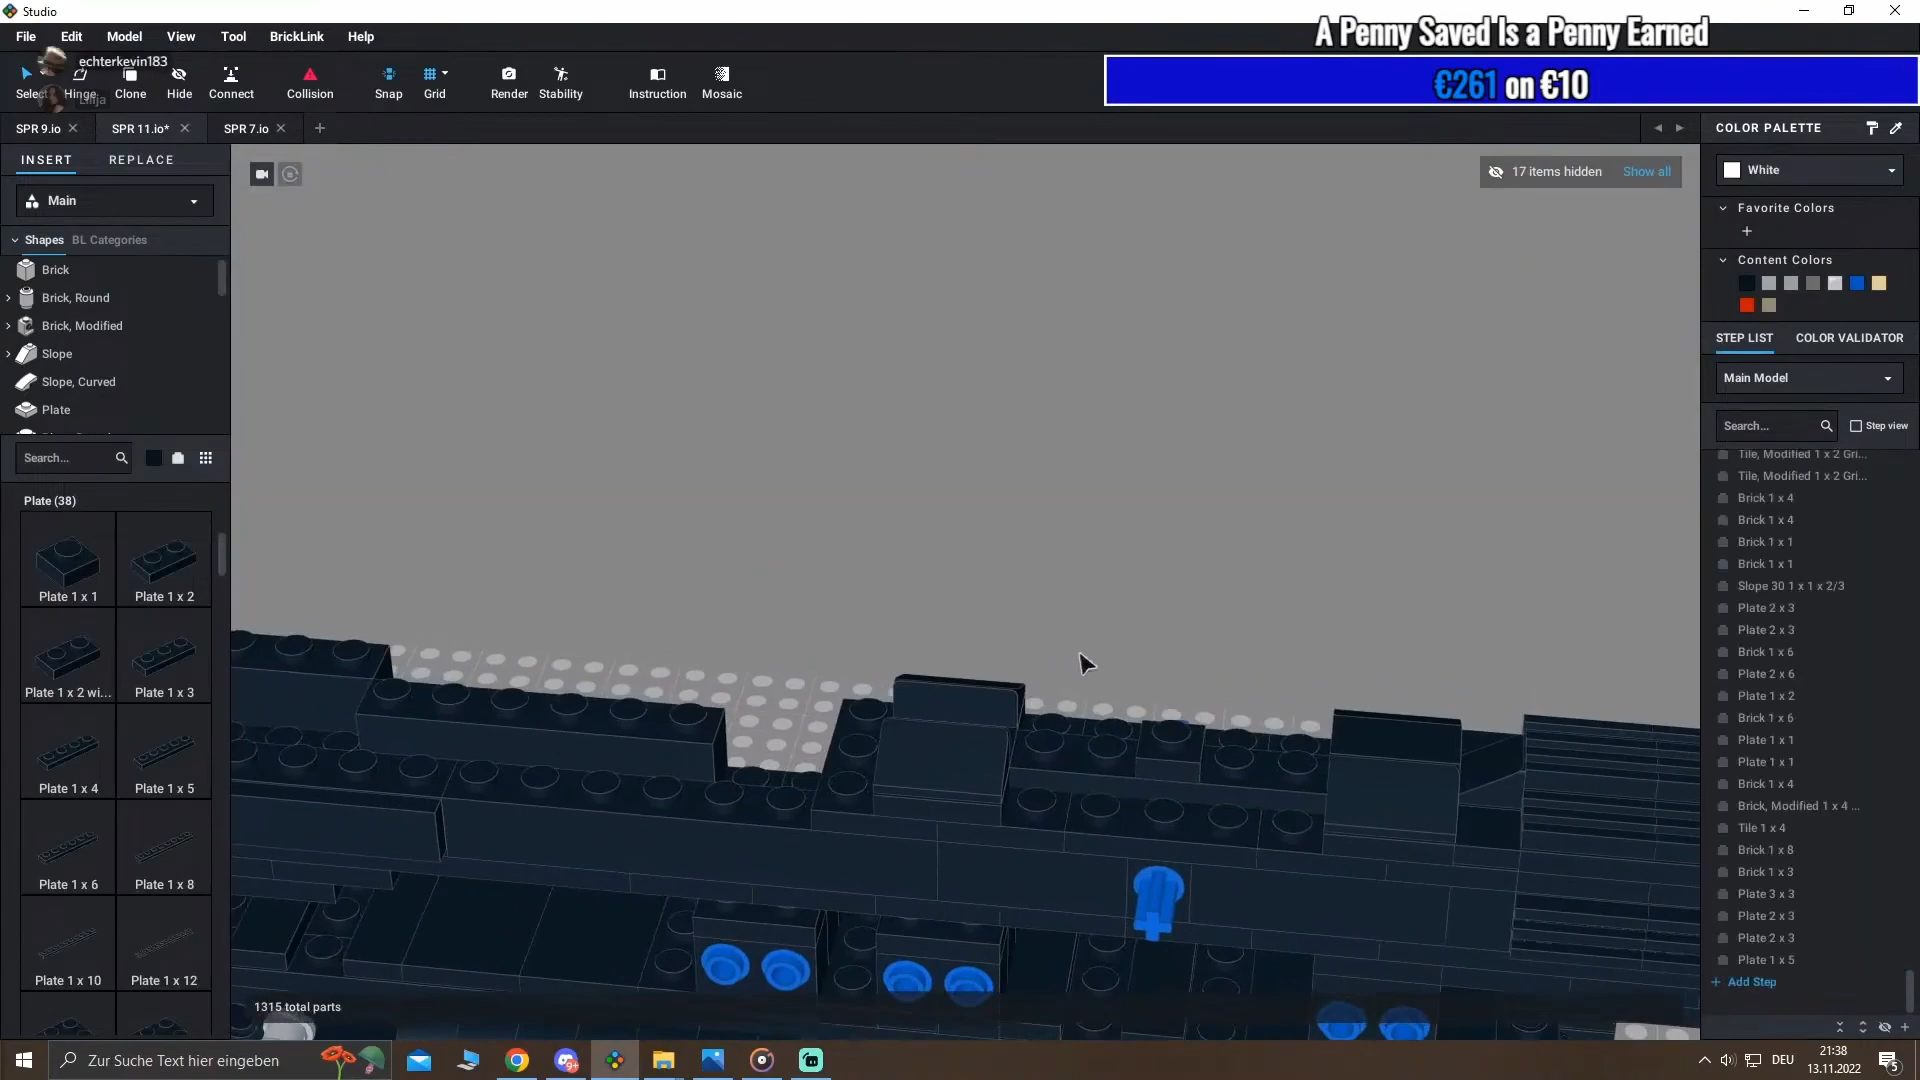 Studio
A Penny Saved Is a Penny Earned
File Edit Model View Tool BrickLink Help
echterkevin183
€261 on €10
Select Hinge Clone Hide Connect Collision Snap Grid Render Stability Instruction Mosaic
SPR 9.io SPR 11.io* SPR 7.io
COLOR PALETTE
INSERT REPLACE
17 items hidden Show all
White
Main
Favorite Colors
Shapes BL Categories
Content Colors
Brick
Brick, Round
Brick, Modified
Slope
Slope, Curved
Plate
STEP LIST COLOR VALIDATOR
Main Model
Search... Step view
Search...
Plate (38)
Plate 1 x 1 Plate 1 x 2
Plate 1 x 2 wi... Plate 1 x 3
Plate 1 x 4 Plate 1 x 5
Plate 1 x 6 Plate 1 x 8
Plate 1 x 10 Plate 1 x 12
Tile, Modified 1 x 2 Gri...
Tile, Modified 1 x 2 Gri...
Brick 1 x 4
Brick 1 x 4
Brick 1 x 1
Brick 1 x 1
Slope 30 1 x 1 x 2/3
Plate 2 x 3
Plate 2 x 3
Brick 1 x 6
Plate 2 x 6
Plate 1 x 2
Brick 1 x 6
Plate 1 x 1
Plate 1 x 1
Brick 1 x 4
Brick, Modified 1 x 4 ...
Tile 1 x 4
Brick 1 x 8
Brick 1 x 3
Plate 3 x 3
Plate 2 x 3
Plate 2 x 3
Plate 1 x 5
Add Step
1315 total parts
Zur Suche Text hier eingeben
DEU
21:38
13.11.2022
5